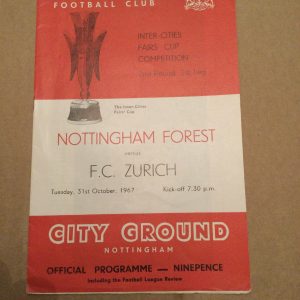 FOOTBALL CLUB
INTER-CITIES
FAIRS CUP
COMPETITION
2nd Round, 1st Leg
The Inter-Cities
Fairs Cup
NOTTINGHAM FOREST
versus
F.C. ZURICH
Tuesday, 31st October, 1967 Kick-off 7.30 p.m.
CITY GROUND
NOTTINGHAM
OFFICIAL PROGRAMME — NINEPENCE
Including the Football League Review